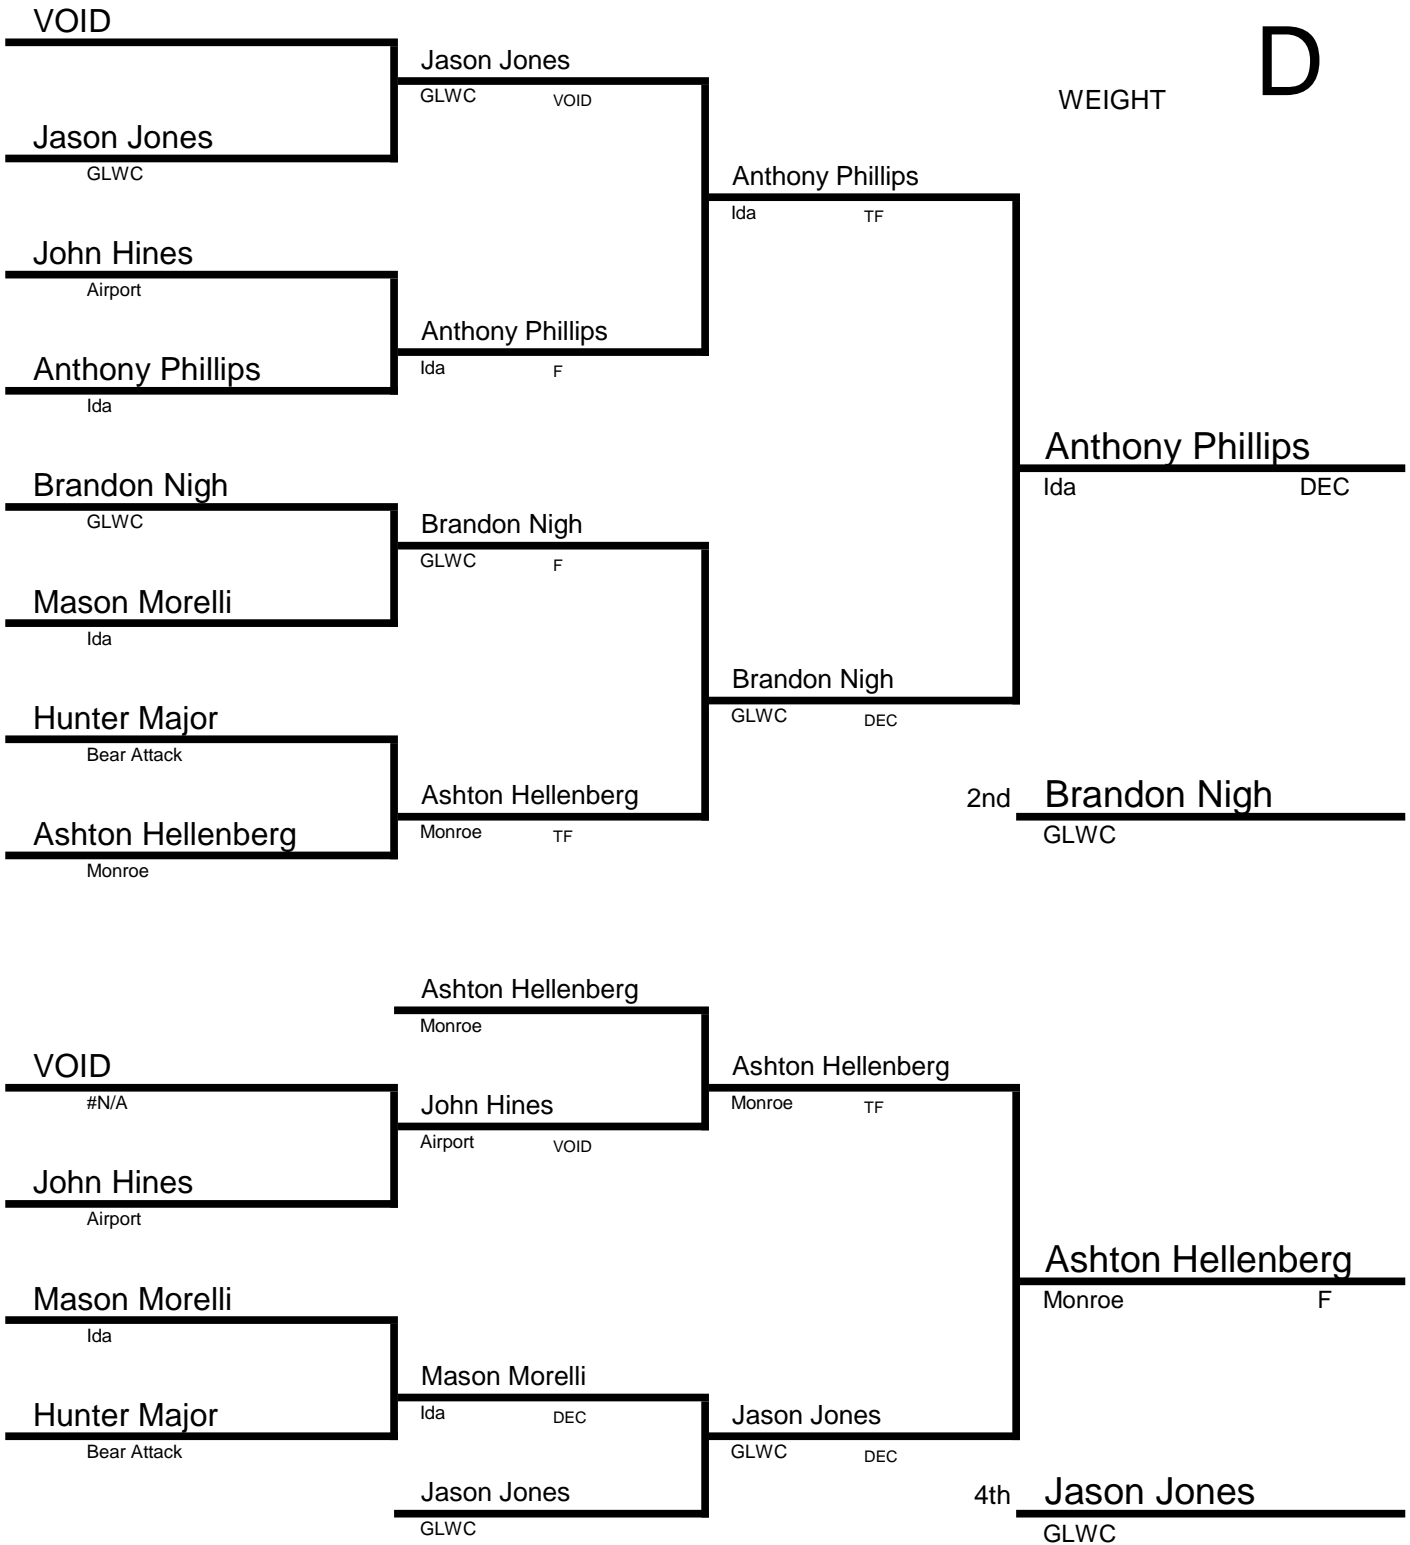 VOID
D
Jason Jones
GLWC VOID
WEIGHT
Jason Jones
GLWC
Anthony Phillips
Ida TF
John Hines
Airport
Anthony Phillips
Ida F
Anthony Phillips
Ida
Anthony Phillips
Ida DEC
Brandon Nigh
GLWC
Brandon Nigh
GLWC F
Mason Morelli
Ida
Brandon Nigh
GLWC DEC
Hunter Major
Bear Attack
Ashton Hellenberg
Monroe TF
2nd Brandon Nigh
GLWC
Ashton Hellenberg
Monroe
Ashton Hellenberg
Monroe
VOID
#N/A
Ashton Hellenberg
Monroe TF
John Hines
Airport VOID
John Hines
Airport
Ashton Hellenberg
Monroe F
Mason Morelli
Ida
Mason Morelli
Ida DEC
Hunter Major
Bear Attack
Jason Jones
GLWC DEC
Jason Jones
GLWC
4th Jason Jones
GLWC